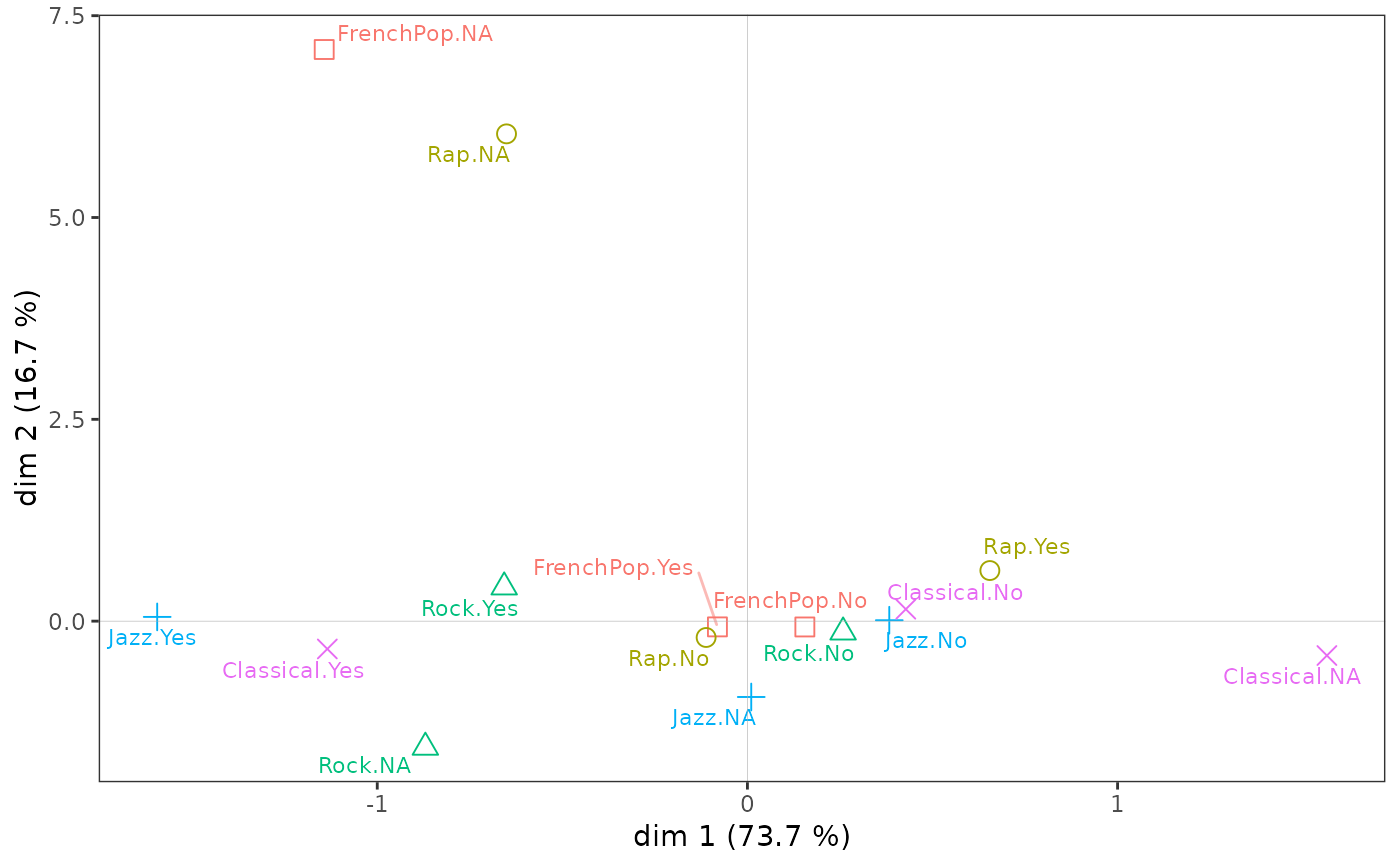 7.5
FrenchPop.NA
Rap.NA
5.0
dim 2 (16.7 %)
2.5
Rap.Yes
FrenchPop.Yes
Classical.No
FrenchPop.No
Rock.Yes
0.0
Jazz.Yes
Jazz.No
Rock.No
Rap.No
Classical.Yes
Classical.NA
Jazz.NA
Rock.NA
-1
0
1
dim 1 (73.7 %)